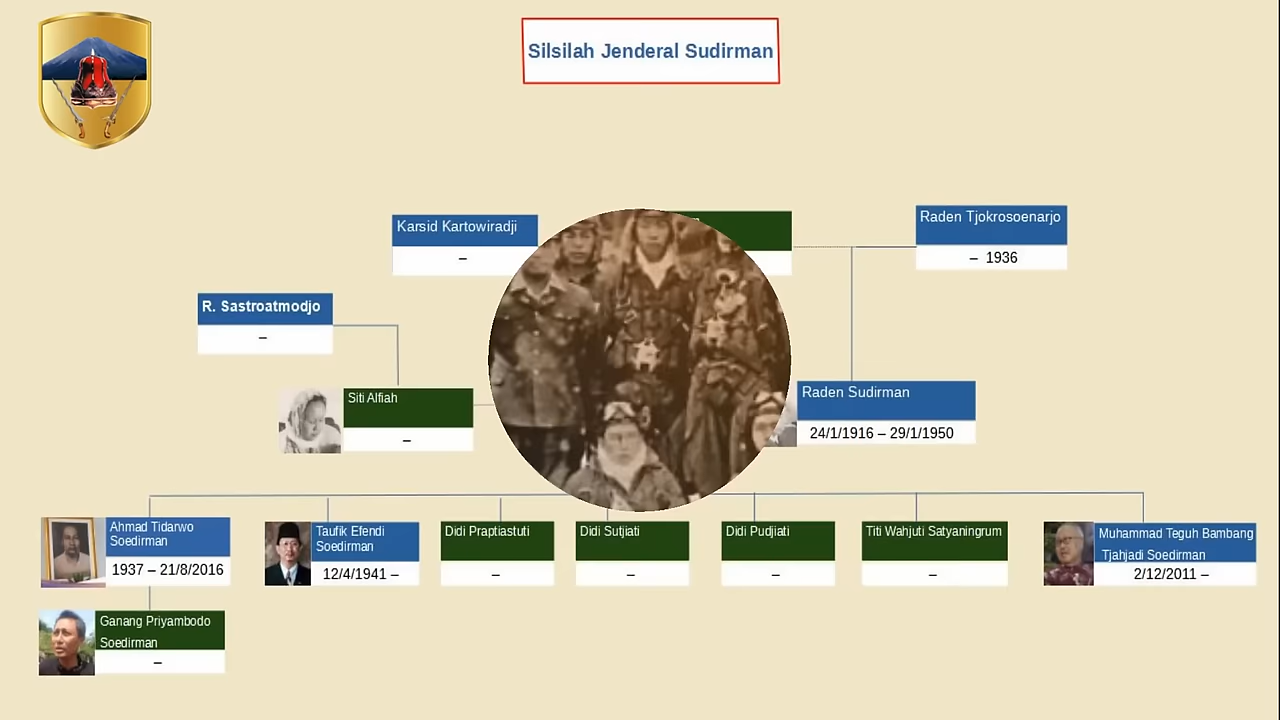 Silsilah Jenderal Sudirman
Karsid Kartowiradji
–
Raden Tjokrosoenarjo
– 1936
R. Sastroatmodjo
–
Siti Alfiah
–
Raden Sudirman
24/1/1916 – 29/1/1950
Ahmad Tidarwo
Soedirman
1937 – 21/8/2016
Taufik Efendi
Soedirman
12/4/1941 –
Didi Praptiastuti
–
Didi Sutjiati
–
Didi Pudjiati
–
Titi Wahjuti Satyaningrum
–
Muhammad Teguh Bambang
Tjahjadi Soedirman
2/12/2011 –
Ganang Priyambodo
Soedirman
–